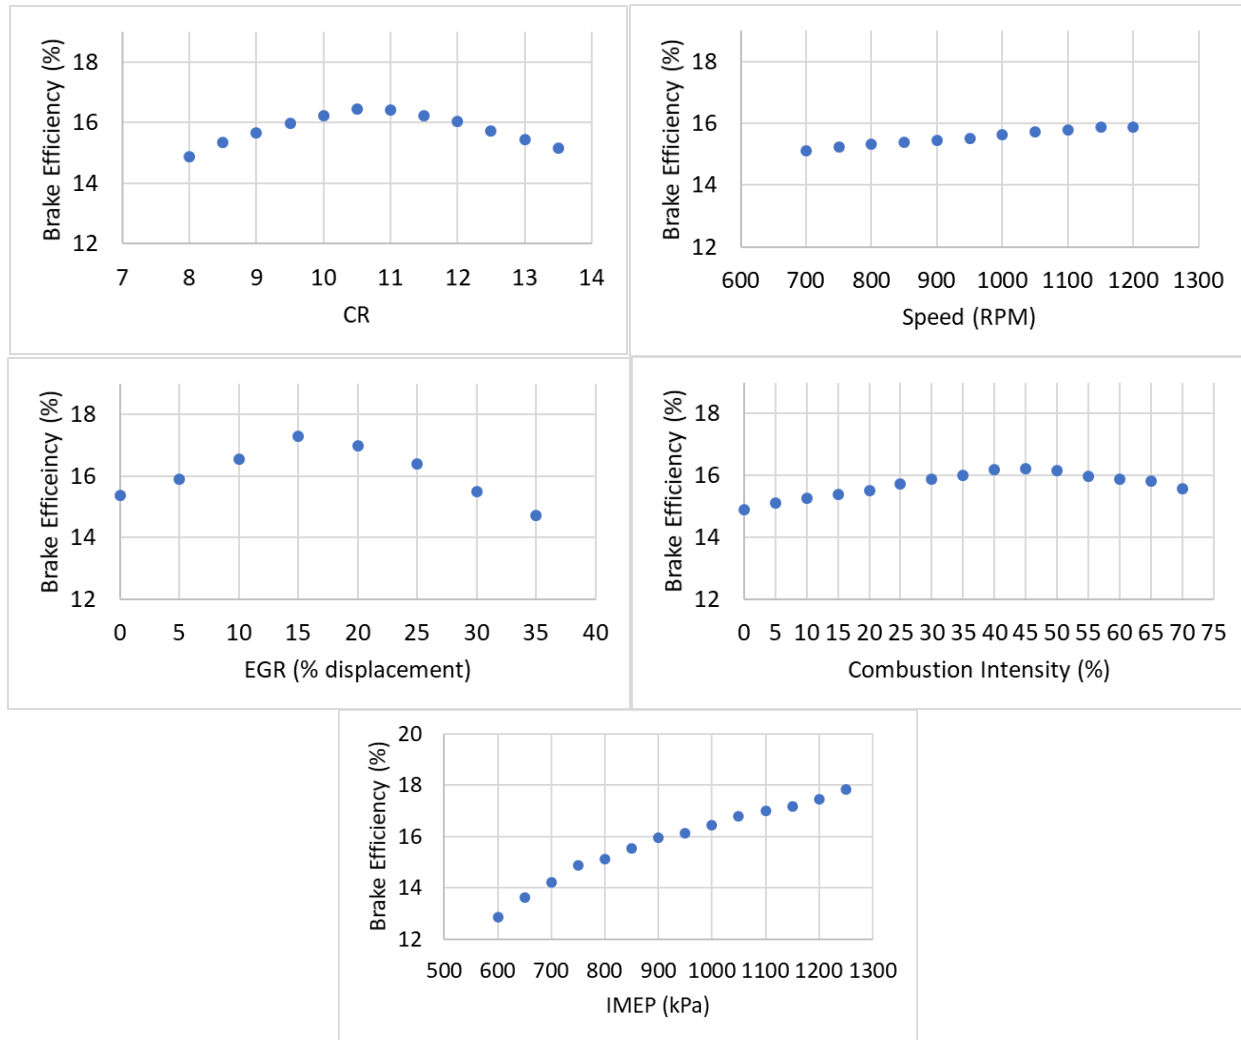 Brake Efficiency (%)
18
16
14
12
7 8 9 10 11 12 13 14
CR
Brake Efficiency (%)
18
16
14
12
600 700 800 900 1000 1100 1200 1300
Speed (RPM)
Brake Efficeincy (%)
18
16
14
12
0 5 10 15 20 25 30 35 40
EGR (% displacement)
Brake Efficiency (%)
18
16
14
12
0 5 10 15 20 25 30 35 40 45 50 55 60 65 70 75
Combustion Intensity (%)
Brake Efficiency (%)
20
18
16
14
12
500 600 700 800 900 1000 1100 1200 1300
IMEP (kPa)